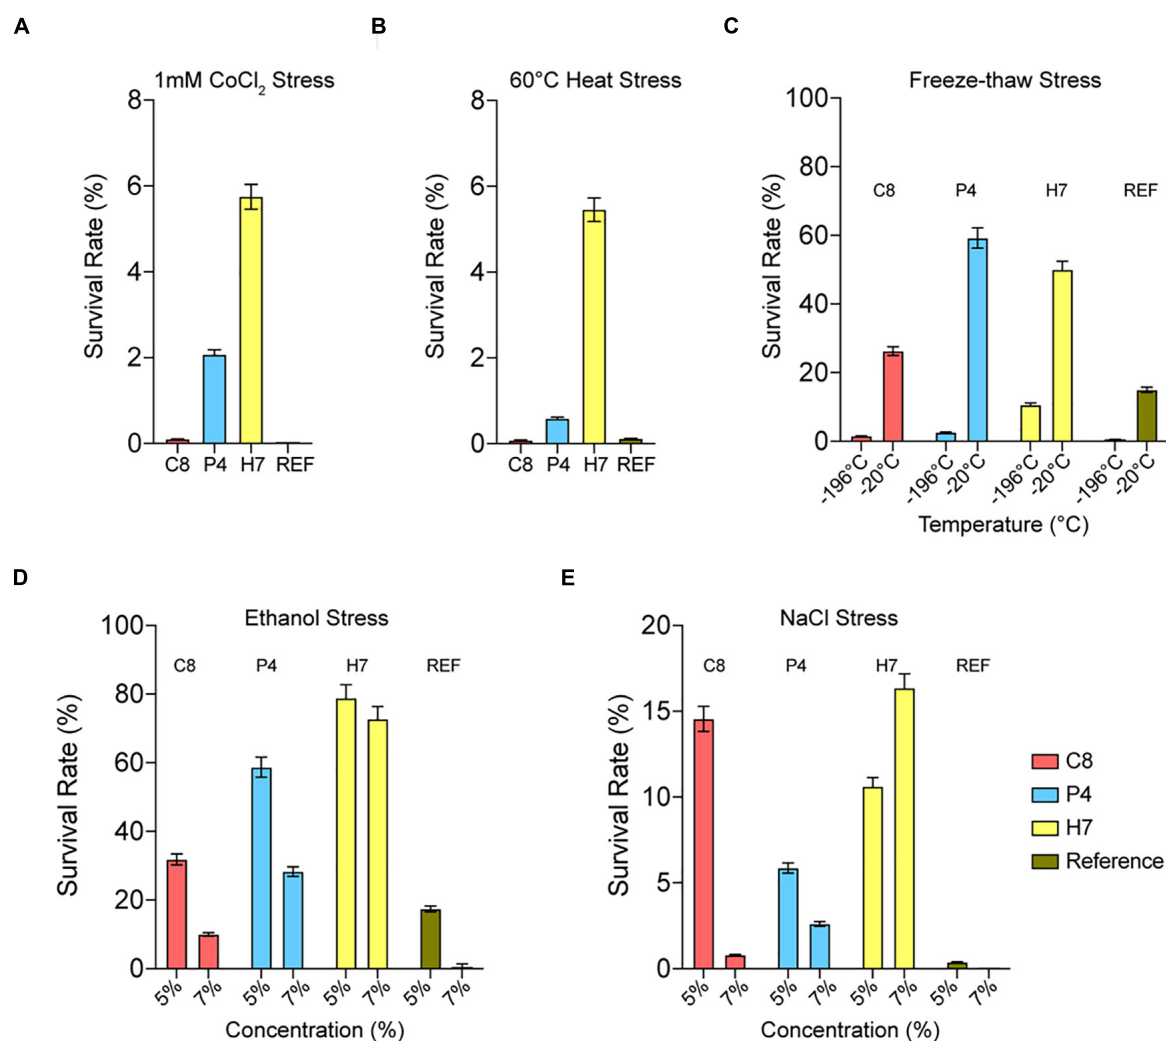 A
B
C
1mM CoCl₂ Stress
Survival Rate (%)
8
6
4
2
0
C8 P4 H7 REF
60°C Heat Stress
Survival Rate (%)
8
6
4
2
0
C8 P4 H7 REF
Freeze-thaw Stress
Survival Rate (%)
100
80
60
40
20
0
C8 P4 H7 REF
-196°C -20°C -196°C -20°C -196°C -20°C -196°C -20°C
Temperature (°C)
D
E
Ethanol Stress
Survival Rate (%)
100
80
60
40
20
0
C8 P4 H7 REF
5% 7% 5% 7% 5% 7% 5% 7%
Concentration (%)
NaCl Stress
Survival Rate (%)
20
15
10
5
0
C8 P4 H7 REF
5% 7% 5% 7% 5% 7% 5% 7%
Concentration (%)
C8
P4
H7
Reference